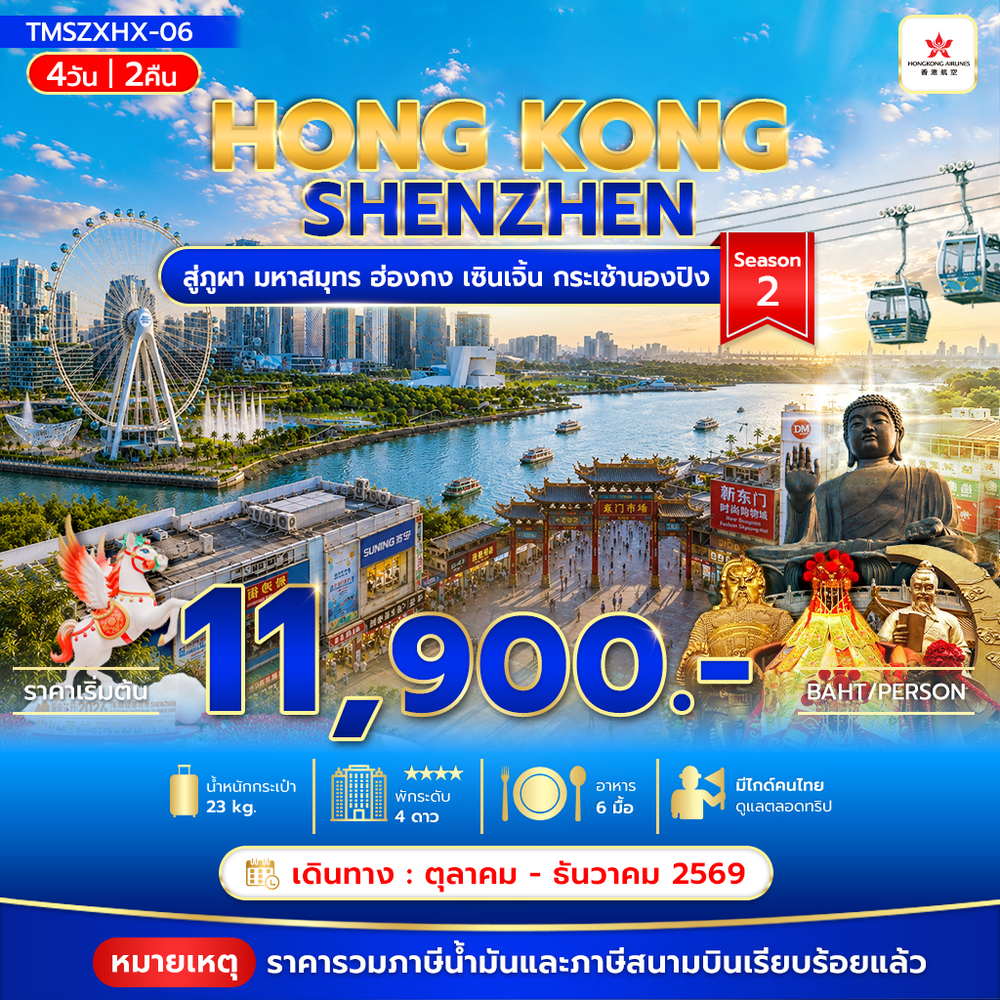 TMSZXHX-06
4วัน | 2คืน
HONGKONG AIRLINES
香港航空
HONG KONG
SHENZHEN
สู่ภูผา มหาสมุทร ฮ่องกง เซินเจิ้น กระเช้านองปิง
Season
2
DM
新东门
时尚购物城
东门市场
SUNING 苏宁
11,900.-
ราคาเริ่มต้น
BAHT/PERSON
น้ำหนักกระเป๋า
23 kg.
พักระดับ
4 ดาว
อาหาร
6 มื้อ
มีไกด์คนไทย
ดูแลตลอดทริป
เดินทาง : ตุลาคม - ธันวาคม 2569
หมายเหตุ ราคารวมภาษีน้ำมันและภาษีสนามบินเรียบร้อยแล้ว